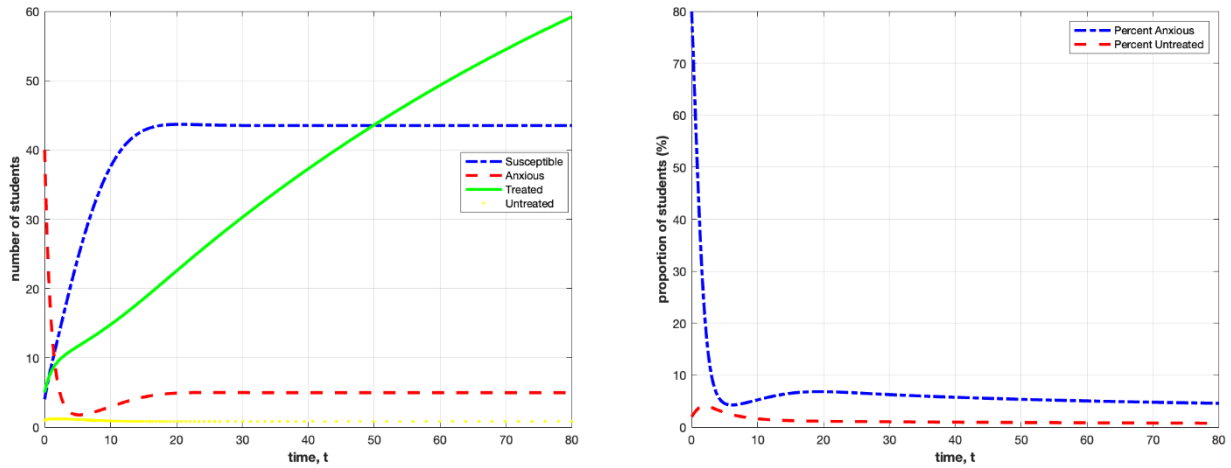 60
50
40
30
20
10
0
number of students
0 10 20 30 40 50 60 70 80
time, t
Susceptible
Anxious
Treated
Untreated
80
70
60
50
40
30
20
10
0
proportion of students (%)
0 10 20 30 40 50 60 70 80
time, t
Percent Anxious
Percent Untreated